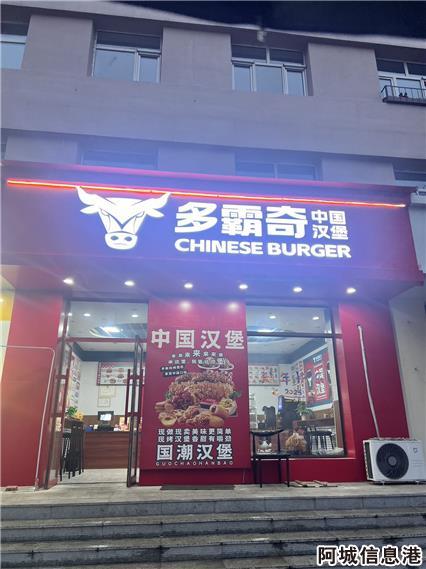 多霸奇
中国
汉堡
CHINESE BURGER
中国汉堡
现做现卖美味更简单
现烤汉堡香甜有嚼劲
国潮汉堡
GUOCHAOHANBAO
阿城信息港